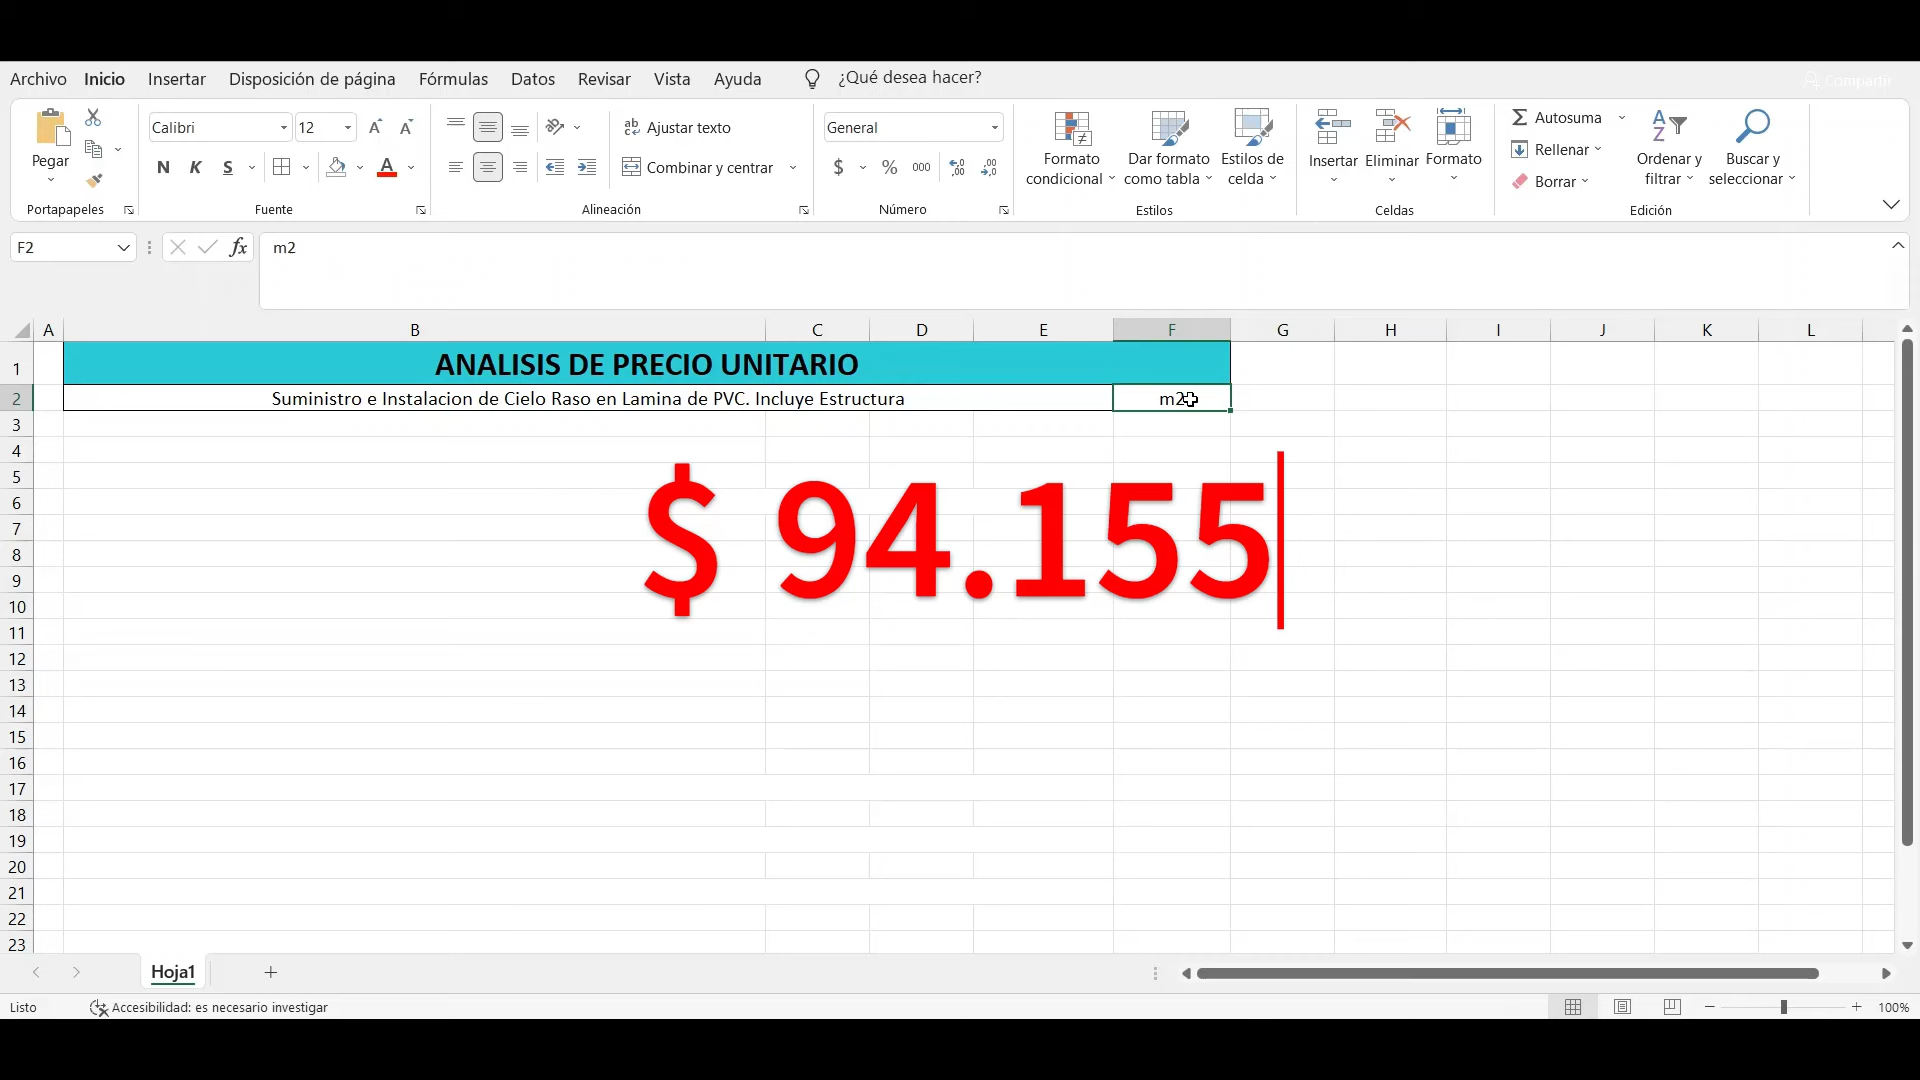 Archivo Inicio Insertar Disposición de página Fórmulas Datos Revisar Vista Ayuda ¿Qué desea hacer? Compartir
Pegar
Portapapeles
Calibri 12
N K S A
Fuente
Ajustar texto
Combinar y centrar
Alineación
General
$ % 000
Número
Formato condicional
Dar formato como tabla
Estilos de celda
Estilos
Insertar Eliminar Formato
Celdas
Autosuma
Rellenar
Borrar
Ordenar y filtrar
Buscar y seleccionar
Edición
F2 fx m2
A B C D E F G H I J K L
1 ANALISIS DE PRECIO UNITARIO
2 Suministro e Instalacion de Cielo Raso en Lamina de PVC. Incluye Estructura m2
3
4
5
6
7
8
9
10
11
12
13
14
15
16
17
18
19
20
21
22
23
$ 94.155
Hoja1
Listo Accesibilidad: es necesario investigar 100%